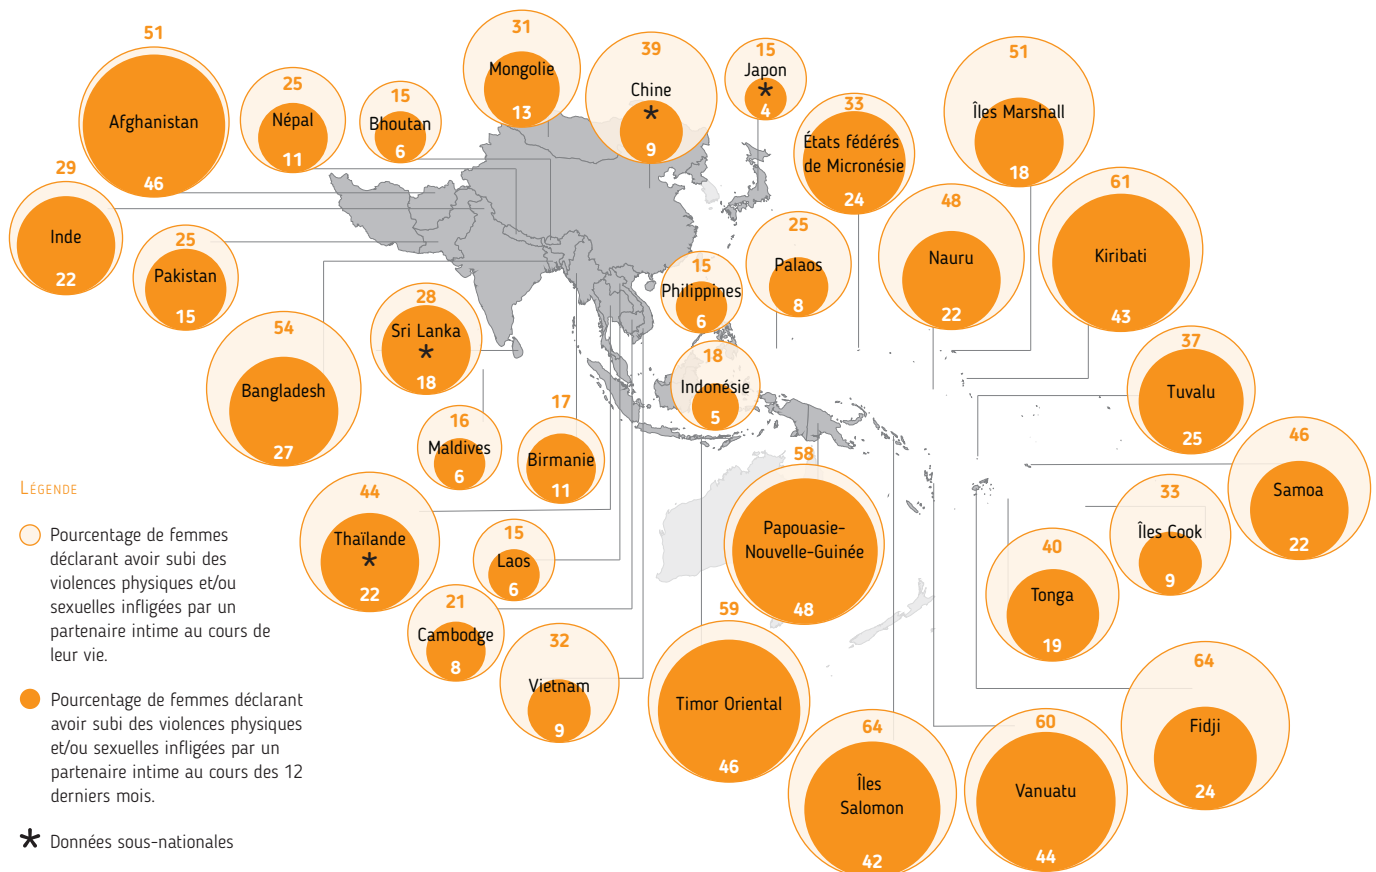 51
Afghanistan
46
25
Népal
11
15
Bhoutan
6
31
Mongolie
13
39
Chine
*
9
15
Japon
*
4
33
États fédérés
de Micronésie
24
51
Îles Marshall
18
29
Inde
22
25
Pakistan
15
54
Bangladesh
27
28
Sri Lanka
*
18
16
Maldives
6
17
Birmanie
11
15
Philippines
6
18
Indonésie
5
25
Palaos
8
48
Nauru
22
61
Kiribati
43
37
Tuvalu
25
46
Samoa
22
33
Îles Cook
9
40
Tonga
19
64
Fidji
24
60
Vanuatu
44
64
Îles
Salomon
42
58
Papouasie-
Nouvelle-Guinée
48
59
Timor Oriental
46
44
Thaïlande
*
22
15
Laos
6
21
Cambodge
8
32
Vietnam
9
LÉGENDE
Pourcentage de femmes
déclarant avoir subi des
violences physiques et/ou
sexuelles infligées par un
partenaire intime au cours de
leur vie.
Pourcentage de femmes déclarant
avoir subi des violences physiques
et/ou sexuelles infligées par un
partenaire intime au cours des 12
derniers mois.
* Données sous-nationales